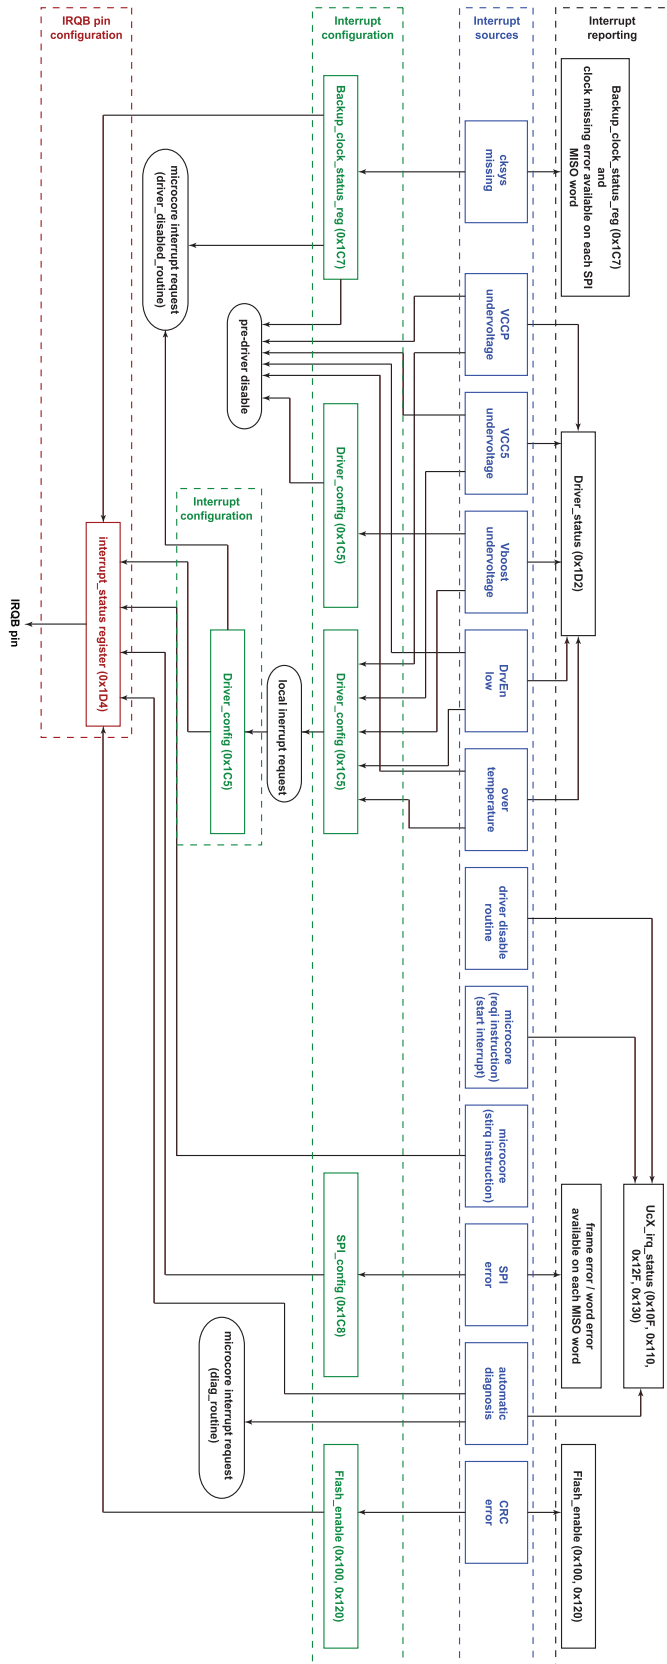 Interrupt
reporting
Backup_clock_status_reg (0x1C7)
and
clock missing error available on each SPI
MISO word
Driver_status (0x1D2)
UcX_irq_status (0x10F, 0x110,
0x12F, 0x130)
frame error / word error
available on each MISO word
Flash_enable (0x100, 0x120)
Interrupt
sources
cksys
missing
VCCP
undervoltage
VCC5
undervoltage
Vboost
undervoltage
DrvEn
low
over
temperature
driver disable
routine
microcore
(reqi instruction)
(start interrupt)
microcore
(stirq instruction)
SPI
error
automatic
diagnosis
CRC
error
Interrupt
configuration
Backup_clock_status_reg (0x1C7)
Driver_config (0x1C5)
Driver_config (0x1C5)
SPI_config (0x1C8)
Flash_enable (0x100, 0x120)
pre-driver disable
local inerrupt request
Interrupt
configuration
Driver_config (0x1C5)
microcore interrupt request
(driver_disabled_routine)
microcore interrupt request
(diag_routine)
IRQB pin
configuration
interrupt_status register (0x1D4)
IRQB pin